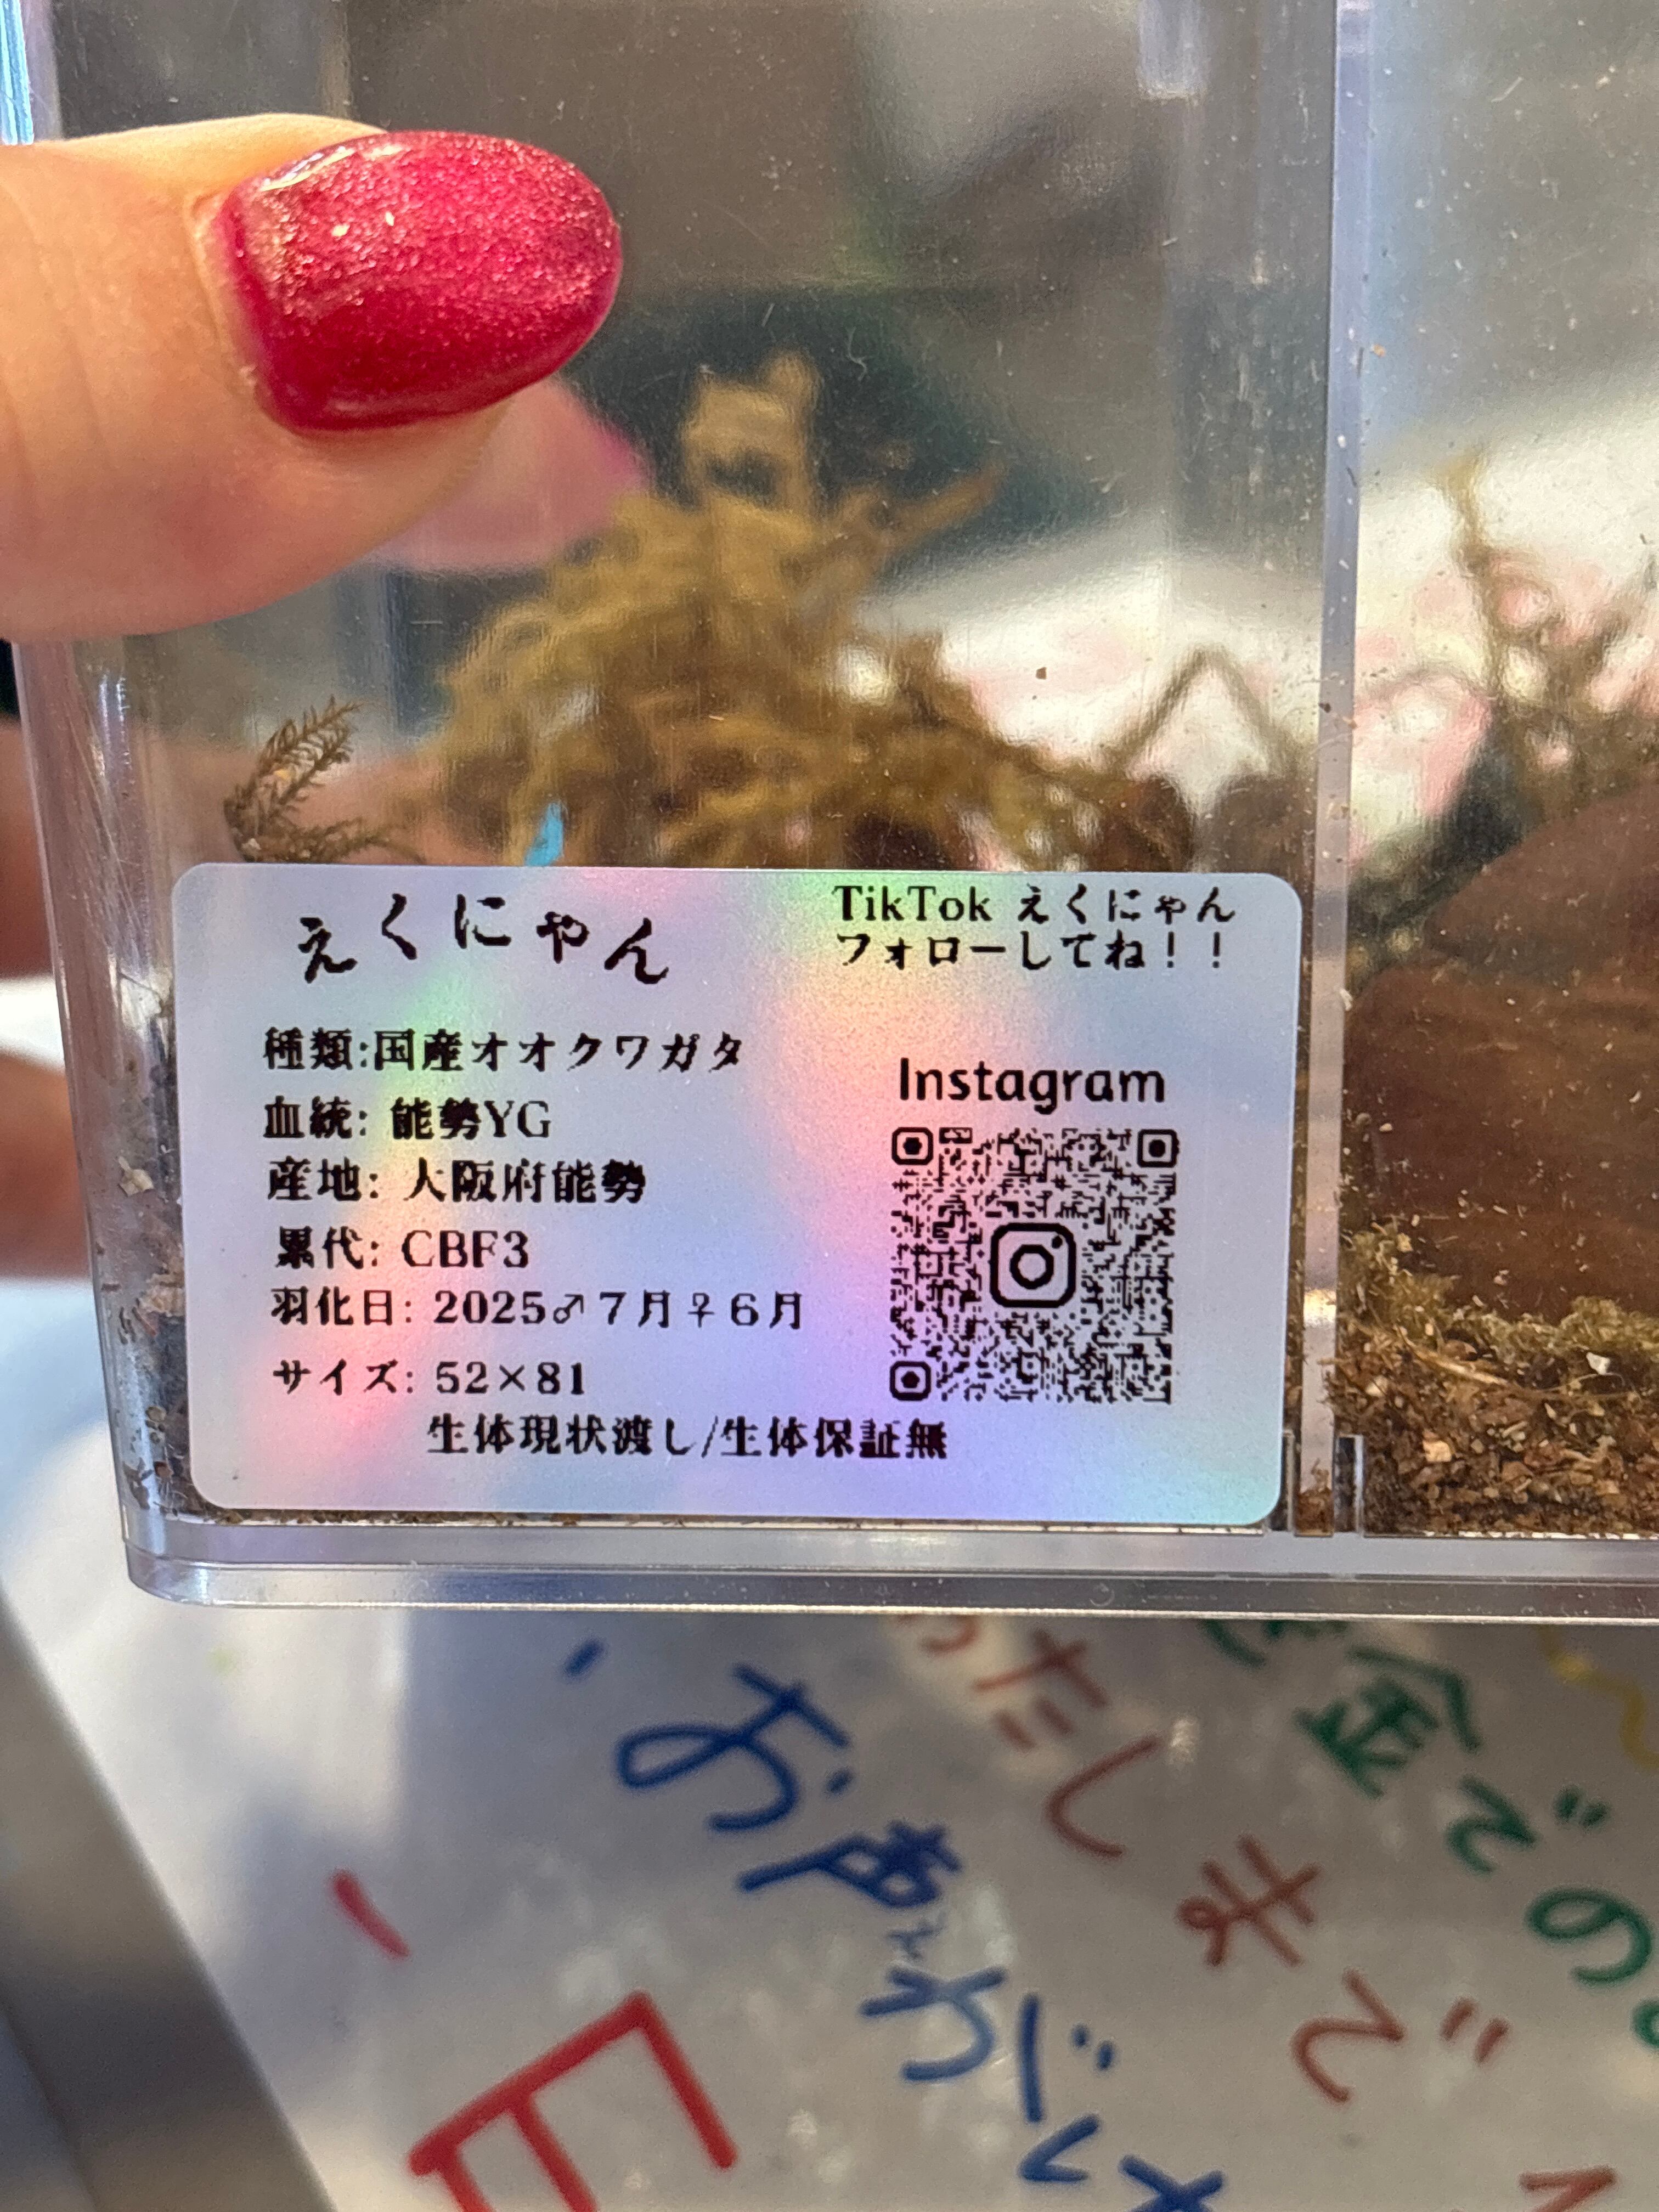 えくにゃん
TikTok えくにゃん
フォローしてね！！
種類:国産オオクワガタ
血統: 能勢YG
産地: 大阪府能勢
累代: CBF3
羽化日: 2025♂7月♀6月
サイズ: 52×81
生体現状渡し/生体保証無
Instagram